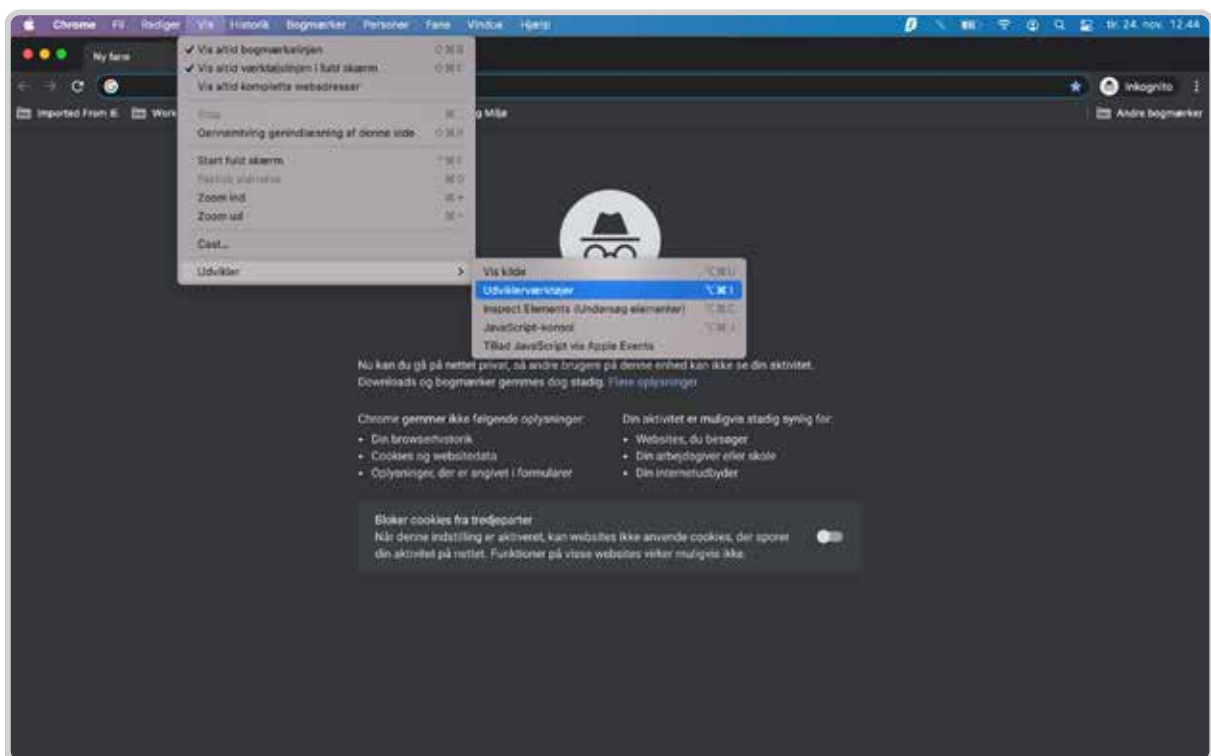 Chrome Fil Rediger Vis Historik Bogmærker Personer Fane Vindue Hjælp tir. 24. nov. 12.44
Ny fane
Inkognito
Imported From IE Work g Miljø Andre bogmærker
✓ Vis altid bogmærkelinjen
✓ Vis altid værktøjslinjen i fuld skærm
Vis altid komplette webadresser
Stop
Gennemtving genindlæsning af denne side
Start fuld skærm
Faktisk størrelse
Zoom ind
Zoom ud
Cast...
Udvikler
Vis kilde ⌥⌘U
Udviklerværktøjer ⌥⌘I
Inspect Elements (Undersøg elementer) ⌥⌘C
JavaScript-konsol ⌥⌘J
Tillad JavaScript via Apple Events
Nu kan du gå på nettet privat, så andre brugere på denne enhed kan ikke se din aktivitet.
Downloads og bogmærker gemmes dog stadig. Flere oplysninger
Chrome gemmer ikke følgende oplysninger:
• Din browserhistorik
• Cookies og websitedata
• Oplysninger, der er angivet i formularer
Din aktivitet er muligvis stadig synlig for:
• Websites, du besøger
• Din arbejdsgiver eller skole
• Din internetudbyder
Bloker cookies fra tredjeparter
Når denne indstilling er aktiveret, kan websites ikke anvende cookies, der sporer
din aktivitet på nettet. Funktioner på visse websites virker muligvis ikke.